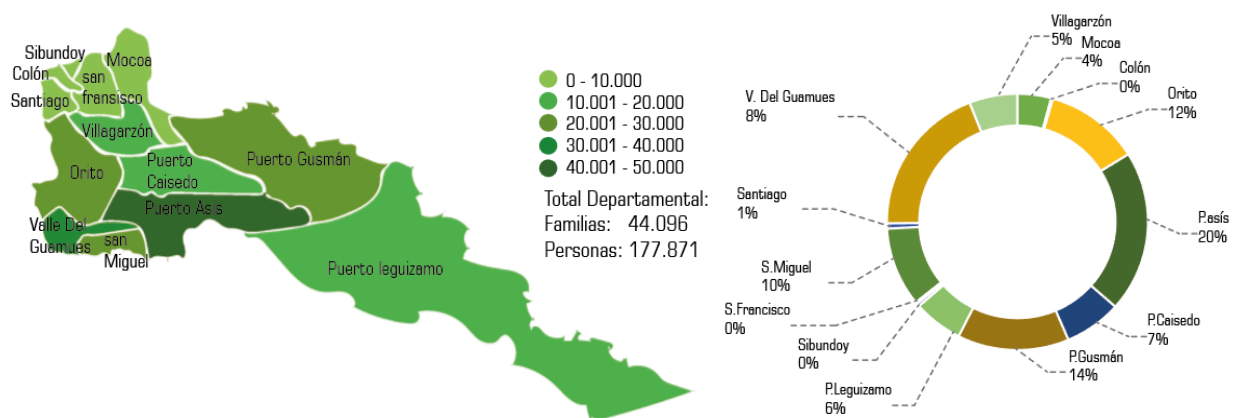 Sibundoy
Colón
Santiago
san
fransisco
Mocoa
Villagarzón
Orito
Puerto
Caisedo
Puerto Gusmán
Puerto Asis
Valle Del
Guamues
san
Miguel
Puerto leguizamo
0 - 10.000
10.001 - 20.000
20.001 - 30.000
30.001 - 40.000
40.001 - 50.000
Total Departamental:
Familias: 44.096
Personas: 177.871
Villagarzón
5%
Mocoa
4%
Colón
0%
Orito
12%
P.asís
20%
P.Caisedo
7%
P.Gusmán
14%
P.Leguizamo
6%
Sibundoy
0%
S.Francisco
0%
S.Miguel
10%
Santiago
1%
V. Del Guamues
8%